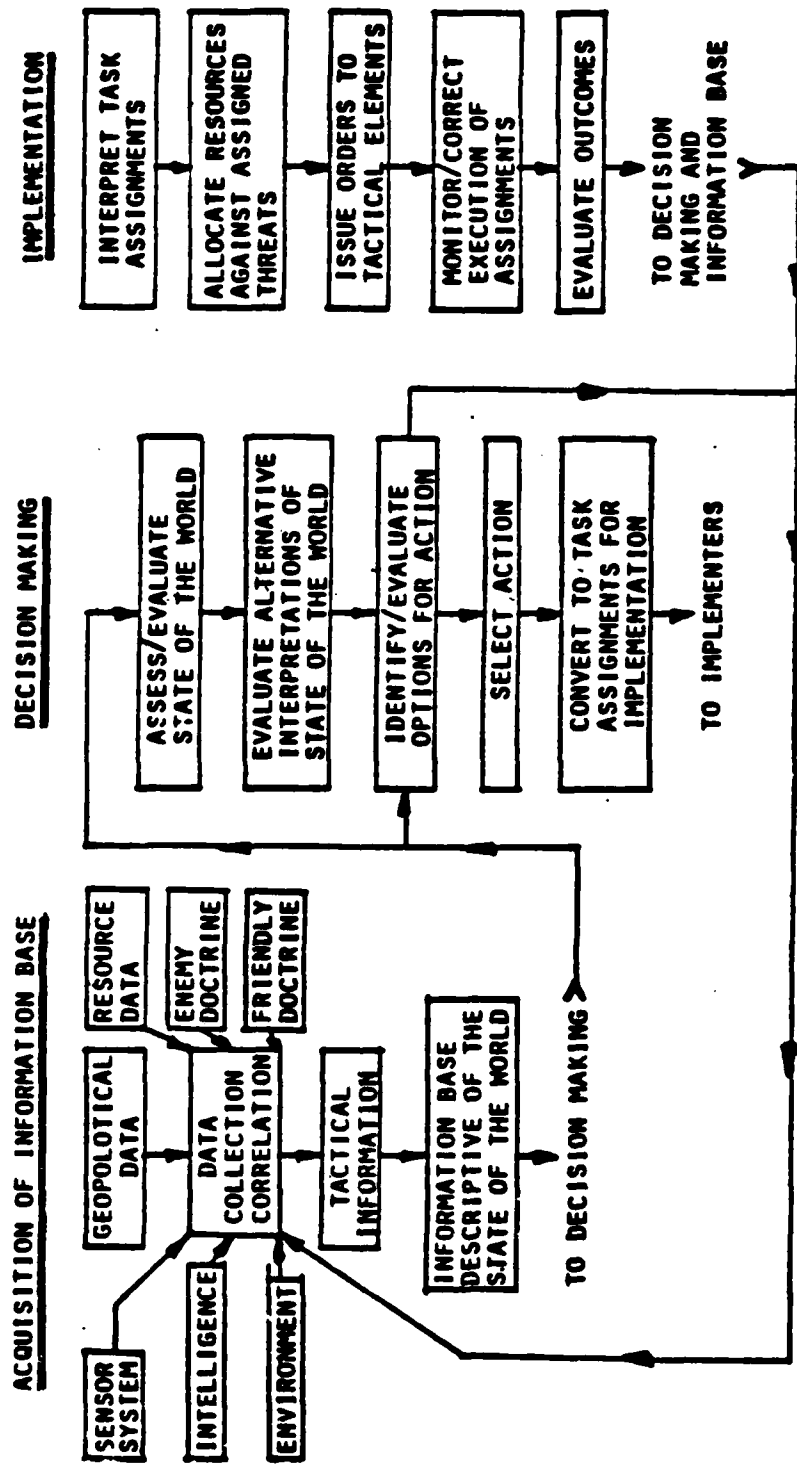 ACQUISITION OF INFORMATION BASE
SENSOR
SYSTEM
GEOPOLOTICAL
DATA
RESOURCE
DATA
INTELLIGENCE
DATA
COLLECTION
CORRELATION
ENEMY
DOCTRINE
ENVIRONMENT
FRIENDLY
DOCTRINE
TACTICAL
INFORMATION
INFORMATION BASE
DESCRIPTIVE OF THE
STATE OF THE WORLD
TO DECISION MAKING
DECISION MAKING
ASSESS/EVALUATE
STATE OF THE WORLD
EVALUATE ALTERNATIVE
INTERPRETATIONS OF
STATE OF THE WORLD
IDENTIFY/EVALUATE
OPTIONS FOR ACTION
SELECT ACTION
CONVERT TO TASK
ASSIGNMENTS FOR
IMPLEMENTATION
TO IMPLEMENTERS
IMPLEMENTATION
INTERPRET TASK
ASSIGNMENTS
ALLOCATE RESOURCES
AGAINST ASSIGNED
THREATS
ISSUE ORDERS TO
TACTICAL ELEMENTS
MONITOR/CORRECT
EXECUTION OF
ASSIGNMENTS
EVALUATE OUTCOMES
TO DECISION
MAKING AND
INFORMATION BASE